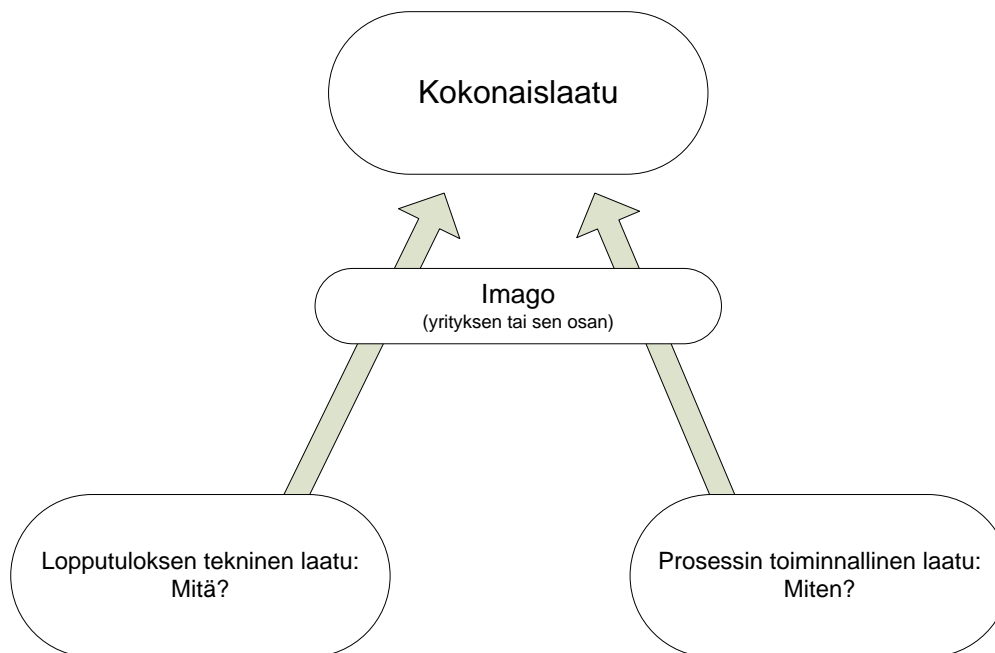 Kokonaislaatu
Imago
(yrityksen tai sen osan)
Lopputuloksen tekninen laatu:
Mitä?
Prosessin toiminnallinen laatu:
Miten?